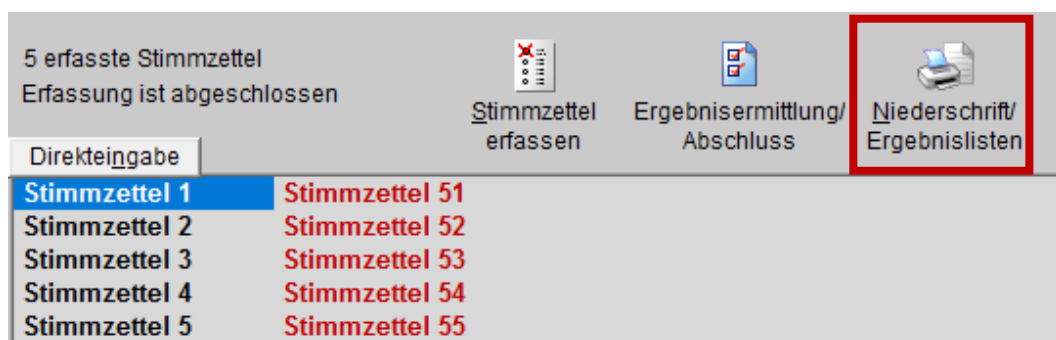 5 erfasste Stimmzettel
Erfassung ist abgeschlossen
Stimmzettel
erfassen
Ergebnisermittlung/
Abschluss
Niederschrift/
Ergebnislisten
Direkteingabe
Stimmzettel 1
Stimmzettel 51
Stimmzettel 2
Stimmzettel 52
Stimmzettel 3
Stimmzettel 53
Stimmzettel 4
Stimmzettel 54
Stimmzettel 5
Stimmzettel 55